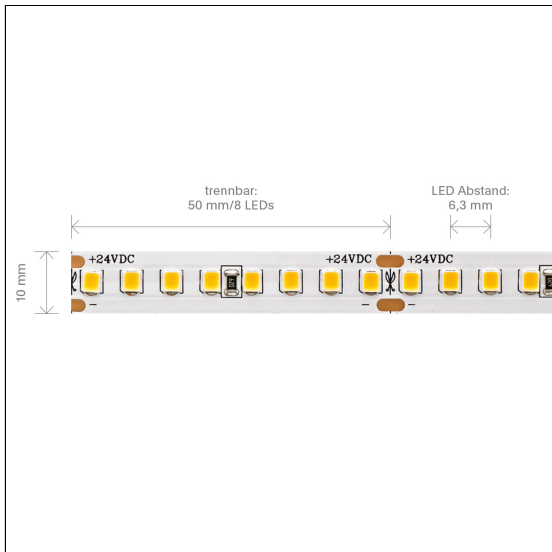 trennbar:
50 mm/8 LEDs
LED Abstand:
6,3 mm
10 mm
+24VDC
+24VDC
+24VDC
–
–
–